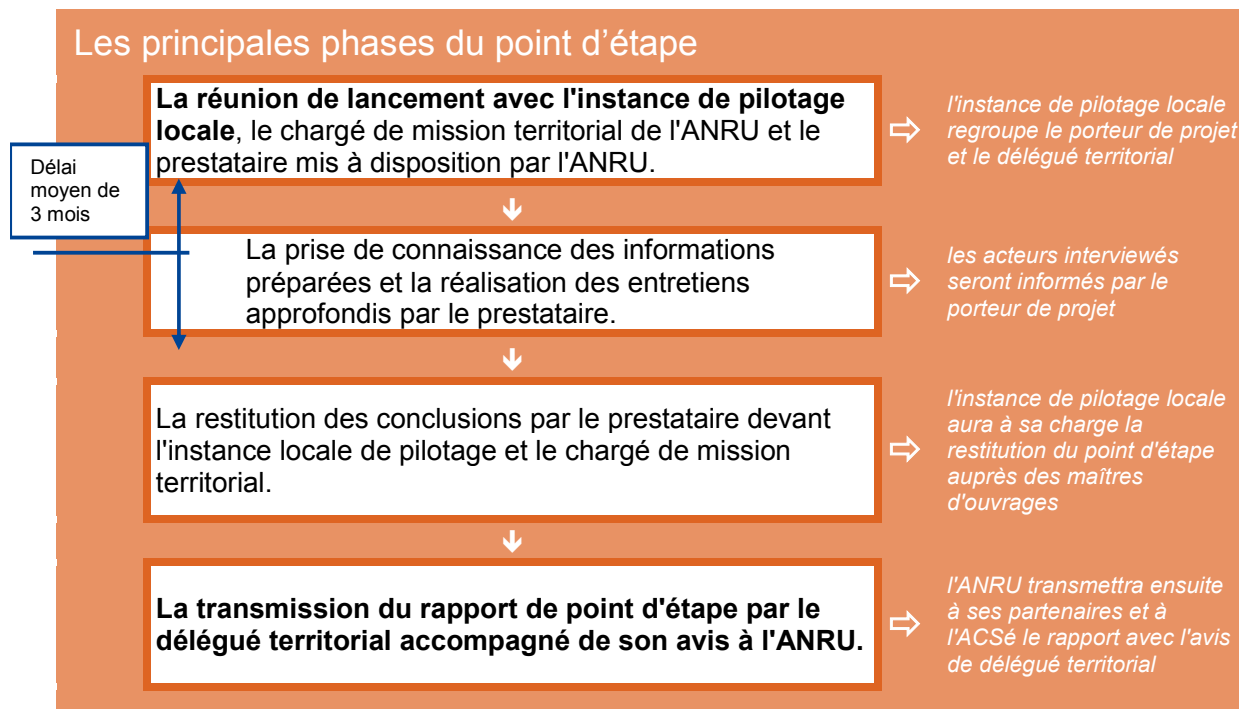 Les principales phases du point d'étape
La réunion de lancement avec l'instance de pilotage
locale, le chargé de mission territorial de l'ANRU et le
prestataire mis à disposition par l'ANRU.
l'instance de pilotage locale
regroupe le porteur de projet
et le délégué territorial
Délai
moyen de
3 mois
La prise de connaissance des informations
préparées et la réalisation des entretiens
approfondis par le prestataire.
les acteurs interviewés
seront informés par le
porteur de projet
La restitution des conclusions par le prestataire devant
l'instance locale de pilotage et le chargé de mission
territorial.
l'instance de pilotage locale
aura à sa charge la
restitution du point d'étape
auprès des maîtres
d'ouvrages
La transmission du rapport de point d'étape par le
délégué territorial accompagné de son avis à l'ANRU.
l'ANRU transmettra ensuite
à ses partenaires et à
l'ACSé le rapport avec l'avis
de délégué territorial